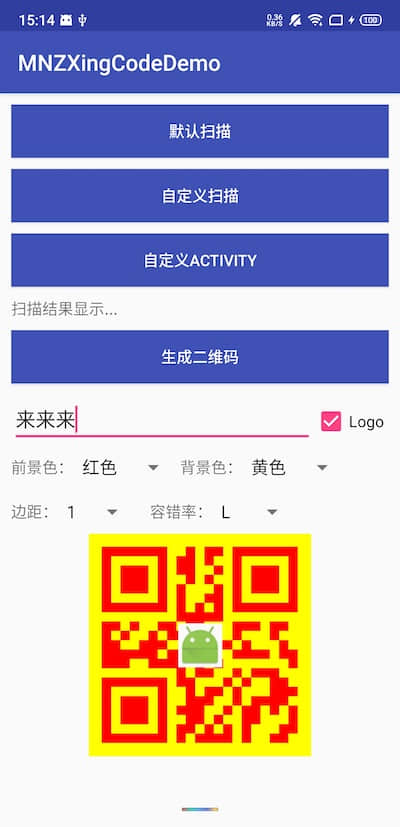 15:14 0.36 KB/S 100
MNZXingCodeDemo
默认扫描
自定义扫描
自定义ACTIVITY
扫描结果显示...
生成二维码
来来来 Logo
前景色： 红色 背景色： 黄色
边距： 1 容错率： L